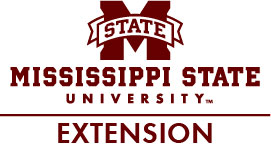 M
STATE
MISSISSIPPI STATE
UNIVERSITY™
EXTENSION